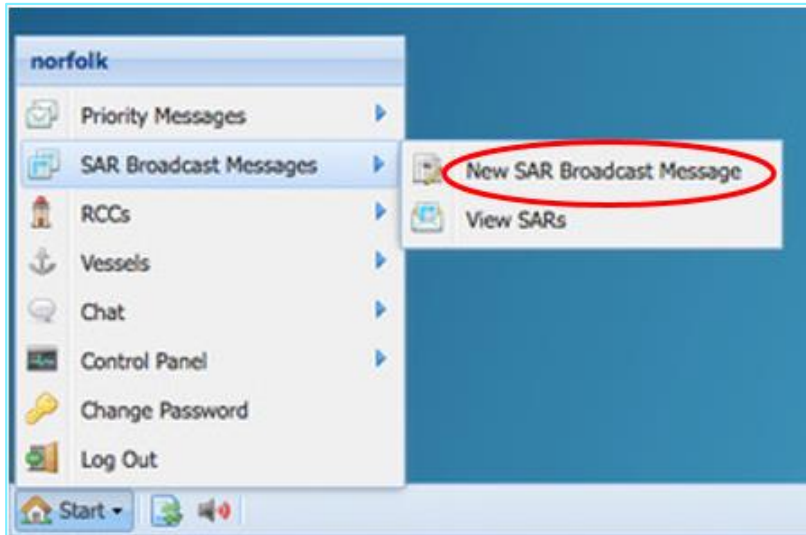 norfolk
Priority Messages
SAR Broadcast Messages
RCCs
Vessels
Chat
Control Panel
Change Password
Log Out
New SAR Broadcast Message
View SARs
Start